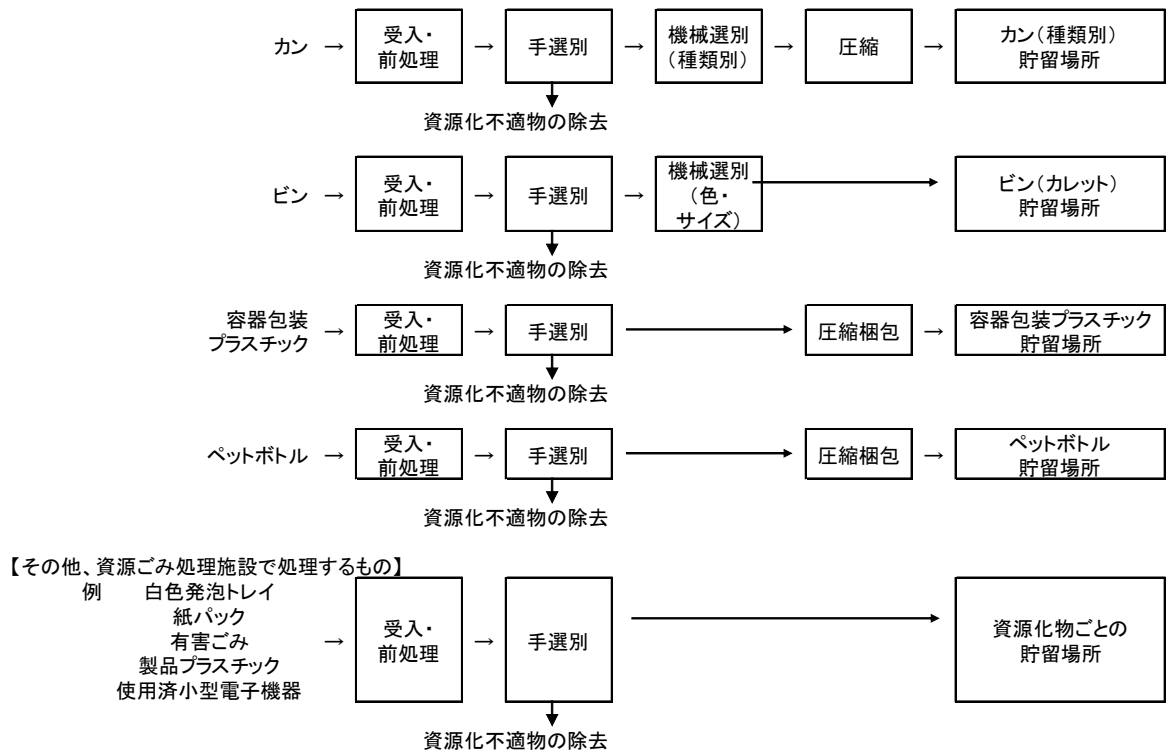 カン → 受入・前処理 → 手選別 → 機械選別（種類別） → 圧縮 → カン（種類別）貯留場所
資源化不適物の除去
ビン → 受入・前処理 → 手選別 → 機械選別（色・サイズ） → ビン（カレット）貯留場所
資源化不適物の除去
容器包装プラスチック → 受入・前処理 → 手選別 → 圧縮梱包 → 容器包装プラスチック貯留場所
資源化不適物の除去
ペットボトル → 受入・前処理 → 手選別 → 圧縮梱包 → ペットボトル貯留場所
資源化不適物の除去
【その他、資源ごみ処理施設で処理するもの】
例　白色発泡トレイ
紙パック
有害ごみ
製品プラスチック
使用済小型電子機器
→ 受入・前処理 → 手選別 → 資源化物ごとの貯留場所
資源化不適物の除去